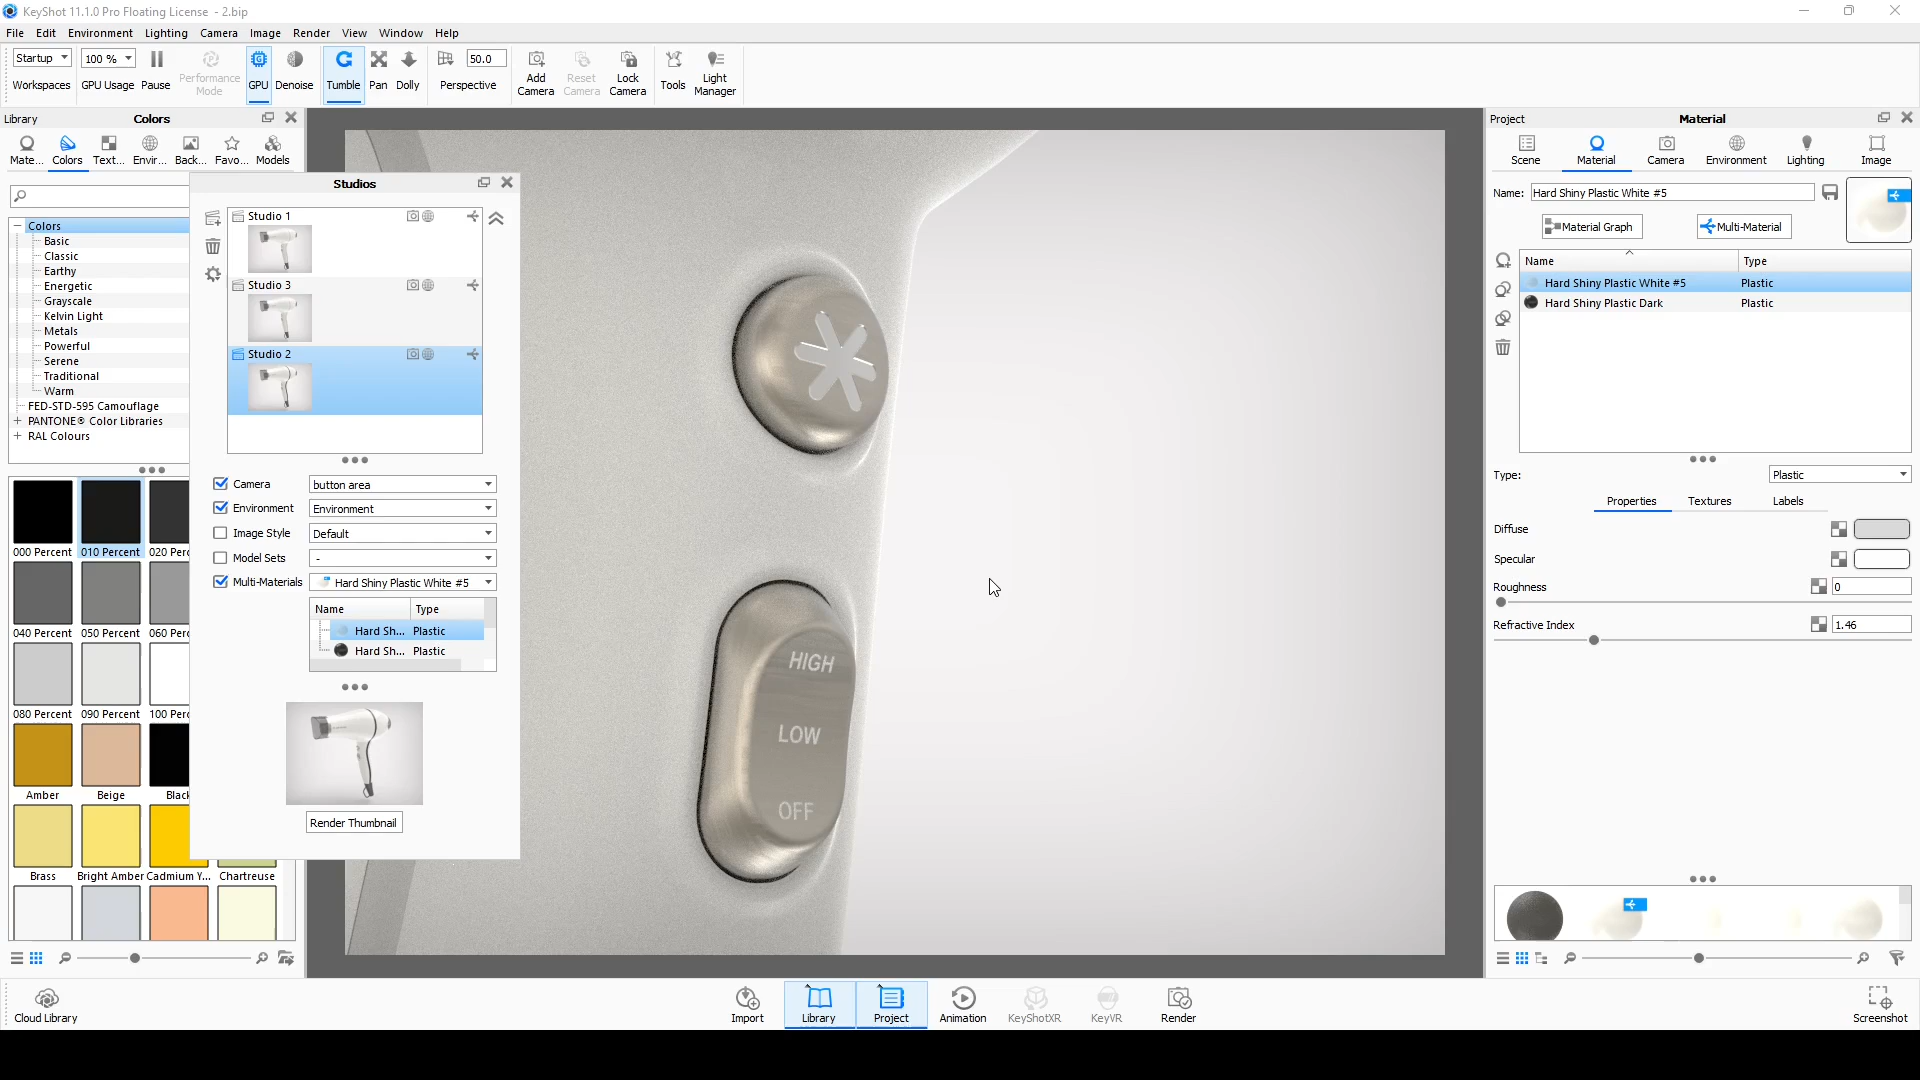 KeyShot 11.1.0 Pro Floating License - 2.bip
File Edit Environment Lighting Camera Image Render View Window Help
Startup 100 % 50.0
Workspaces GPU Usage Pause Performance Mode GPU Denoise Tumble Pan Dolly Perspective Add Camera Reset Camera Lock Camera Tools Light Manager
Library Colors
Mate... Colors Text... Envir... Back... Favo... Models
Colors
Basic
Classic
Earthy
Energetic
Grayscale
Kelvin Light
Metals
Powerful
Serene
Traditional
Warm
FED-STD-595 Camouflage
PANTONE® Color Libraries
RAL Colours
000 Percent 010 Percent 020 Perc
040 Percent 050 Percent 060 Perc
080 Percent 090 Percent 100 Perc
Amber Beige Black
Brass Bright Amber Cadmium Y... Chartreuse
Studios
Studio 1
Studio 3
Studio 2
Camera button area
Environment Environment
Image Style Default
Model Sets -
Multi-Materials Hard Shiny Plastic White #5
Name Type
Hard Sh... Plastic
Hard Sh... Plastic
Render Thumbnail
HIGH
LOW
OFF
Project Material
Scene Material Camera Environment Lighting Image
Name: Hard Shiny Plastic White #5
Material Graph Multi-Material
Name Type
Hard Shiny Plastic White #5 Plastic
Hard Shiny Plastic Dark Plastic
Type: Plastic
Properties Textures Labels
Diffuse
Specular
Roughness 0
Refractive Index 1.46
Cloud Library Import Library Project Animation KeyShotXR KeyVR Render Screenshot